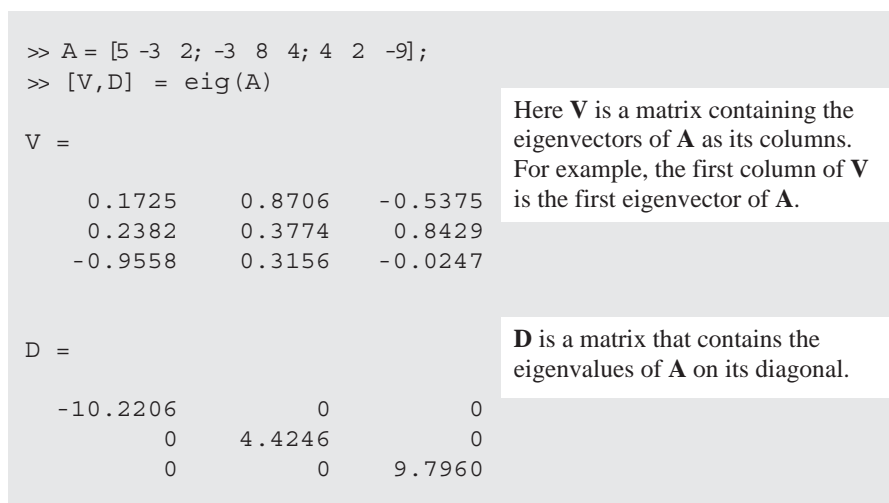 >> A = [5 -3 2; -3 8 4; 4 2 -9];
>> [V,D] = eig(A)
Here V is a matrix containing the
eigenvectors of A as its columns.
For example, the first column of V
is the first eigenvector of A.
V =
0.1725 0.8706 -0.5375
0.2382 0.3774 0.8429
-0.9558 0.3156 -0.0247
D is a matrix that contains the
eigenvalues of A on its diagonal.
D =
-10.2206 0 0
0 4.4246 0
0 0 9.7960